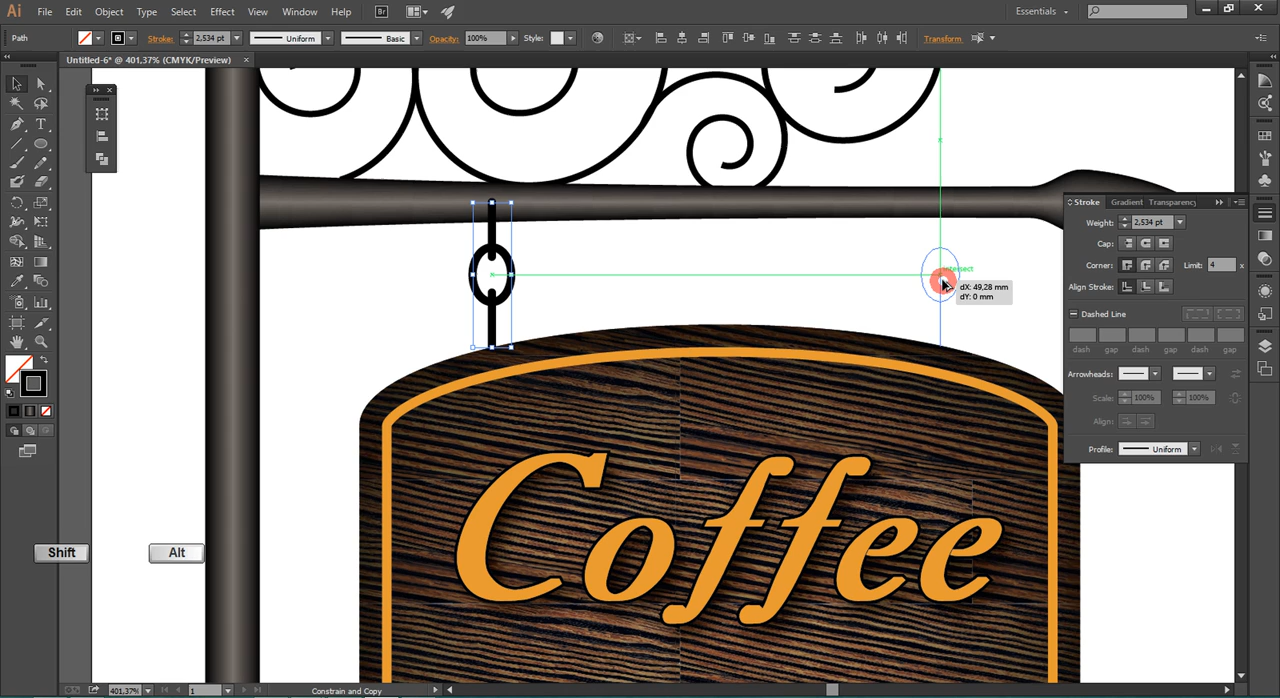 Ai File Edit Object Type Select Effect View Window Help Br Essentials
Path Stroke: 2,534 pt Uniform Basic Opacity: 100% Style: Transform
Untitled-6* @ 401,37% (CMYK/Preview) ×
Stroke Gradient Transparency
Weight: 2,534 pt
Cap:
Corner: Limit: 4 x
Align Stroke:
Dashed Line
dash gap dash gap dash gap
Arrowheads:
Scale: 100% 100%
Align:
Profile: Uniform
intersect
dX: 49,28 mm
dY: 0 mm
Coffee
Shift Alt
401,37% 1 Constrain and Copy